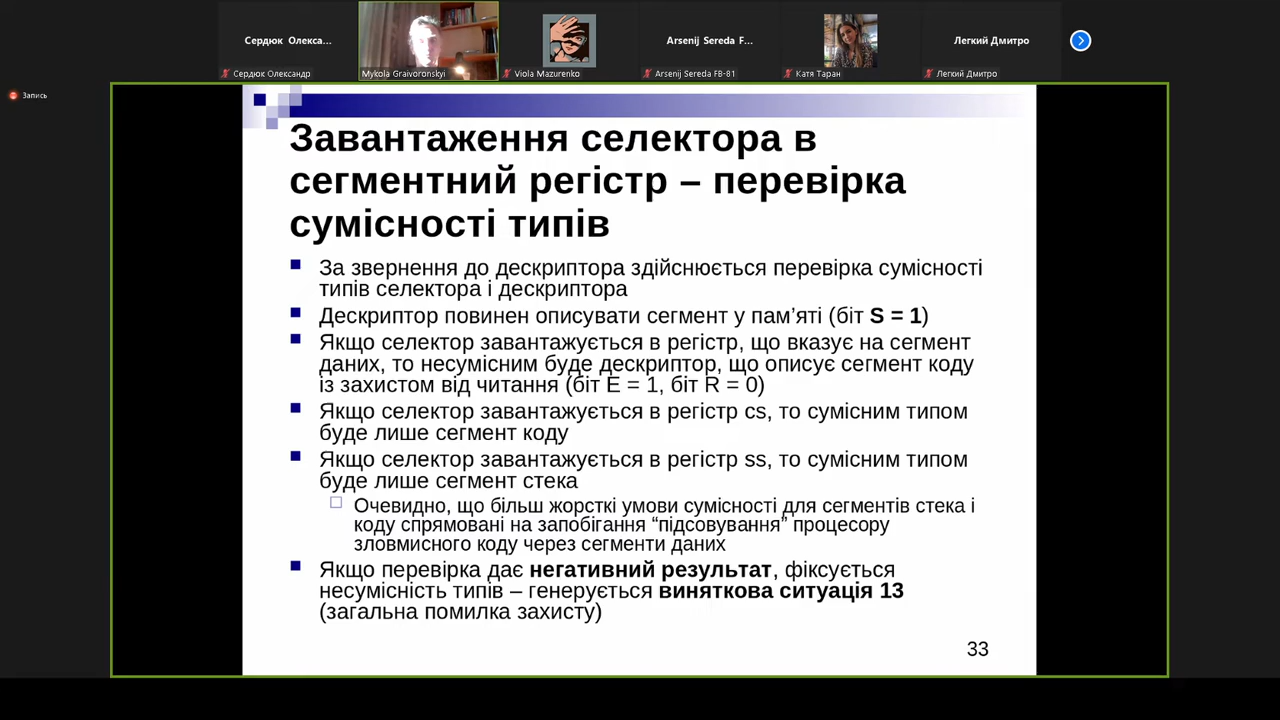 Сердюк Олекса...
Arsenij Sereda F...
Легкий Дмитро
Сердюк Олександр
Mykola Graivoronskyi
Viola Mazurenko
Arsenij Sereda FB-81
Катя Таран
Легкий Дмитро
Запись
Завантаження селектора в
сегментний регістр – перевірка
сумісності типів
За звернення до дескриптора здійснюється перевірка сумісності
типів селектора і дескриптора
Дескриптор повинен описувати сегмент у пам’яті (біт S = 1)
Якщо селектор завантажується в регістр, що вказує на сегмент
даних, то несумісним буде дескриптор, що описує сегмент коду
із захистом від читання (біт E = 1, біт R = 0)
Якщо селектор завантажується в регістр cs, то сумісним типом
буде лише сегмент коду
Якщо селектор завантажується в регістр ss, то сумісним типом
буде лише сегмент стека
Очевидно, що більш жорсткі умови сумісності для сегментів стека і
коду спрямовані на запобігання “підсовування” процесору
зловмисного коду через сегменти даних
Якщо перевірка дає негативний результат, фіксується
несумісність типів – генерується виняткова ситуація 13
(загальна помилка захисту)
33